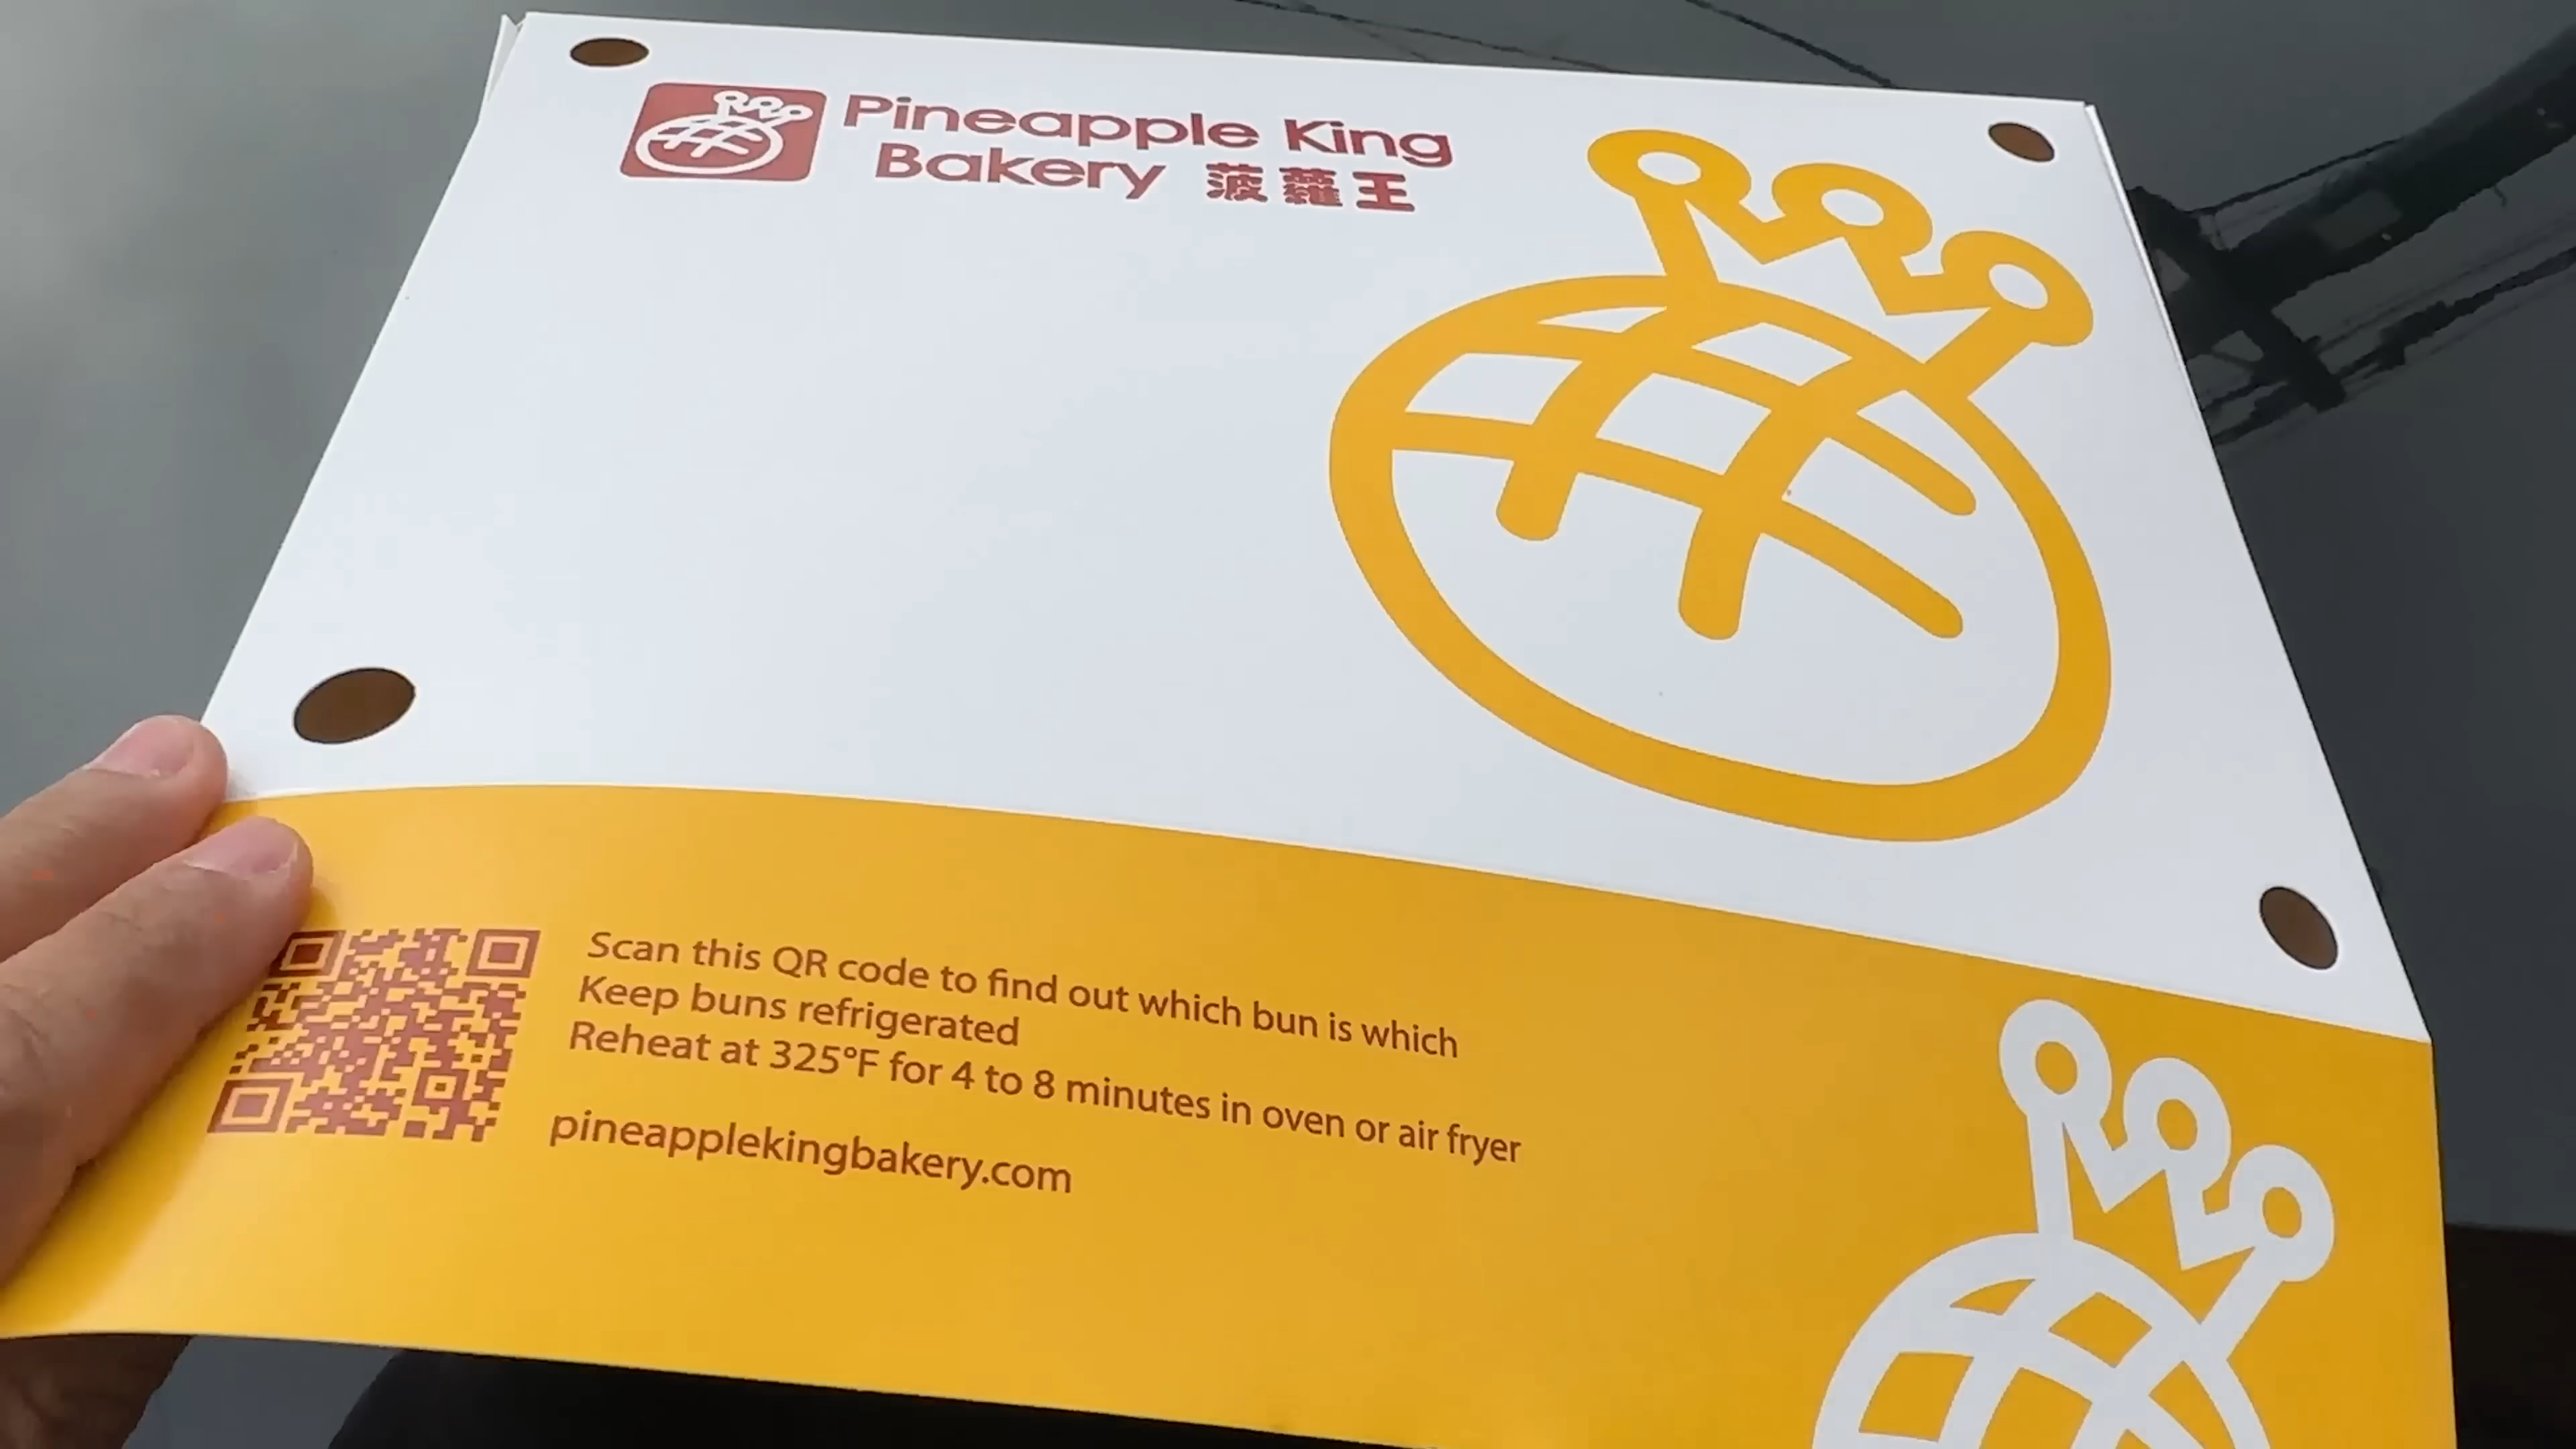 Pineapple King
Bakery 菠蘿王
Scan this QR code to find out which bun is which
Keep buns refrigerated
Reheat at 325°F for 4 to 8 minutes in oven or air fryer
pineapplekingbakery.com